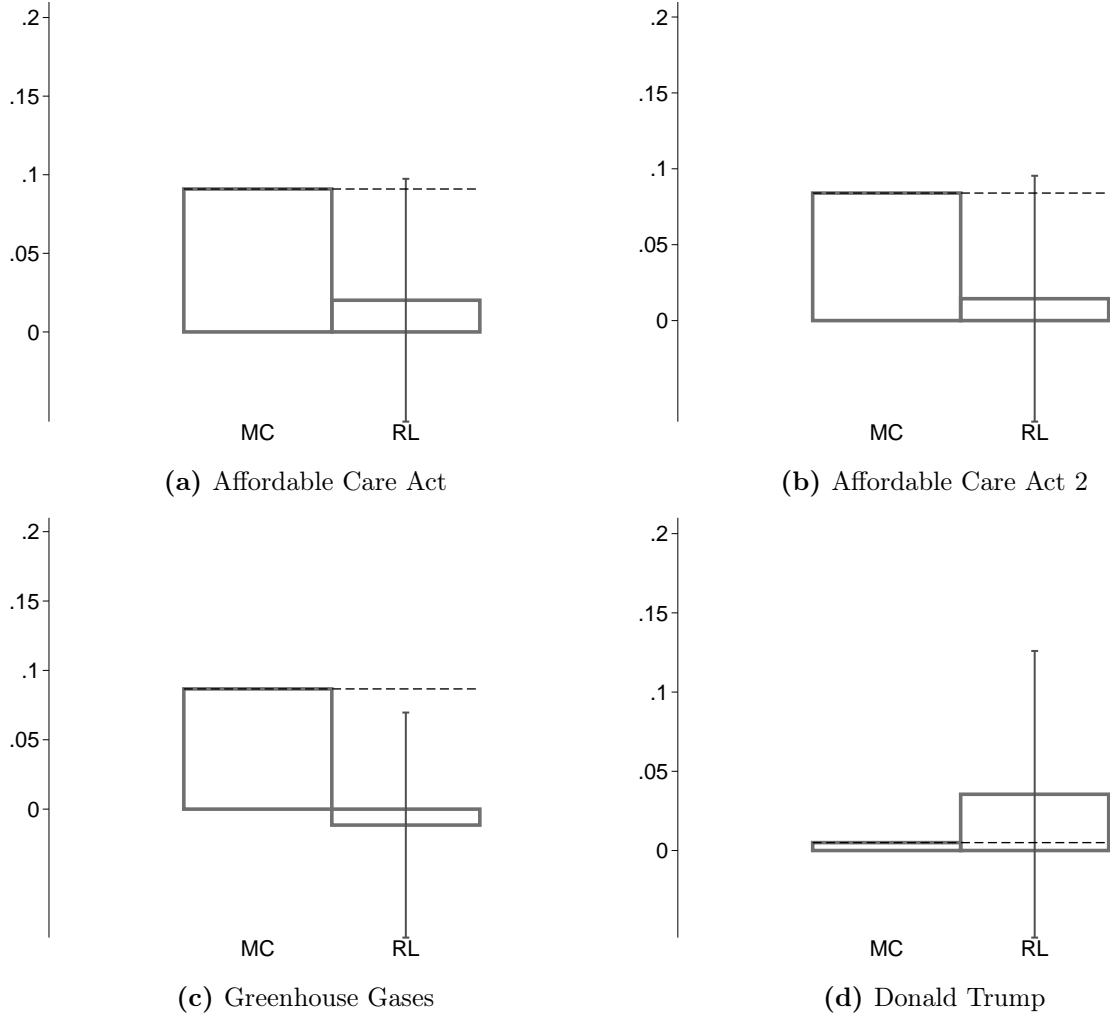 .2
.15
.1
.05
0
MC RL
(a) Affordable Care Act
.2
.15
.1
.05
0
MC RL
(b) Affordable Care Act 2
.2
.15
.1
.05
0
MC RL
(c) Greenhouse Gases
.2
.15
.1
.05
0
MC RL
(d) Donald Trump